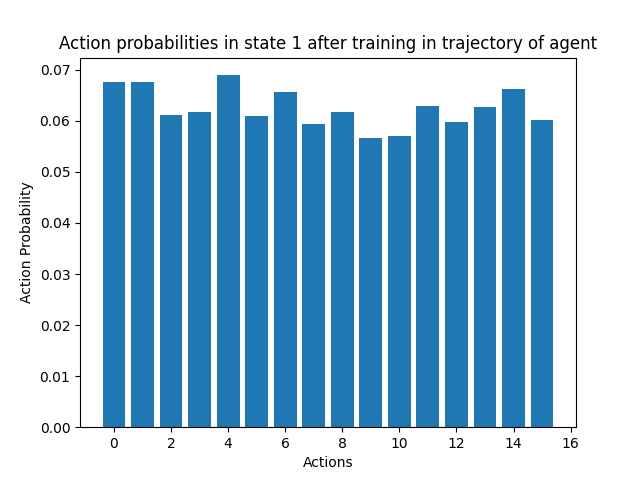 Action probabilities in state 1 after training in trajectory of agent
0.07
0.06
0.05
0.04
0.03
0.02
0.01
0.00
Action Probability
0 2 4 6 8 10 12 14 16
Actions